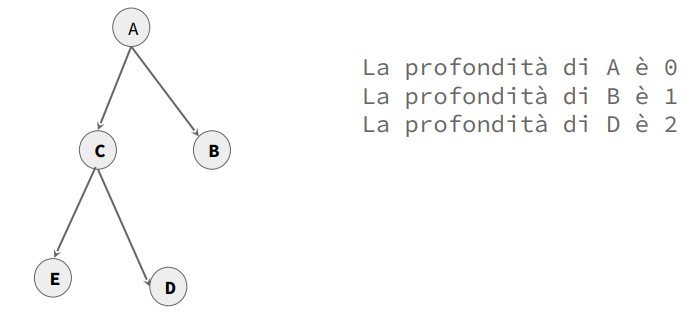 A
C
B
E
D
La profondità di A è 0
La profondità di B è 1
La profondità di D è 2